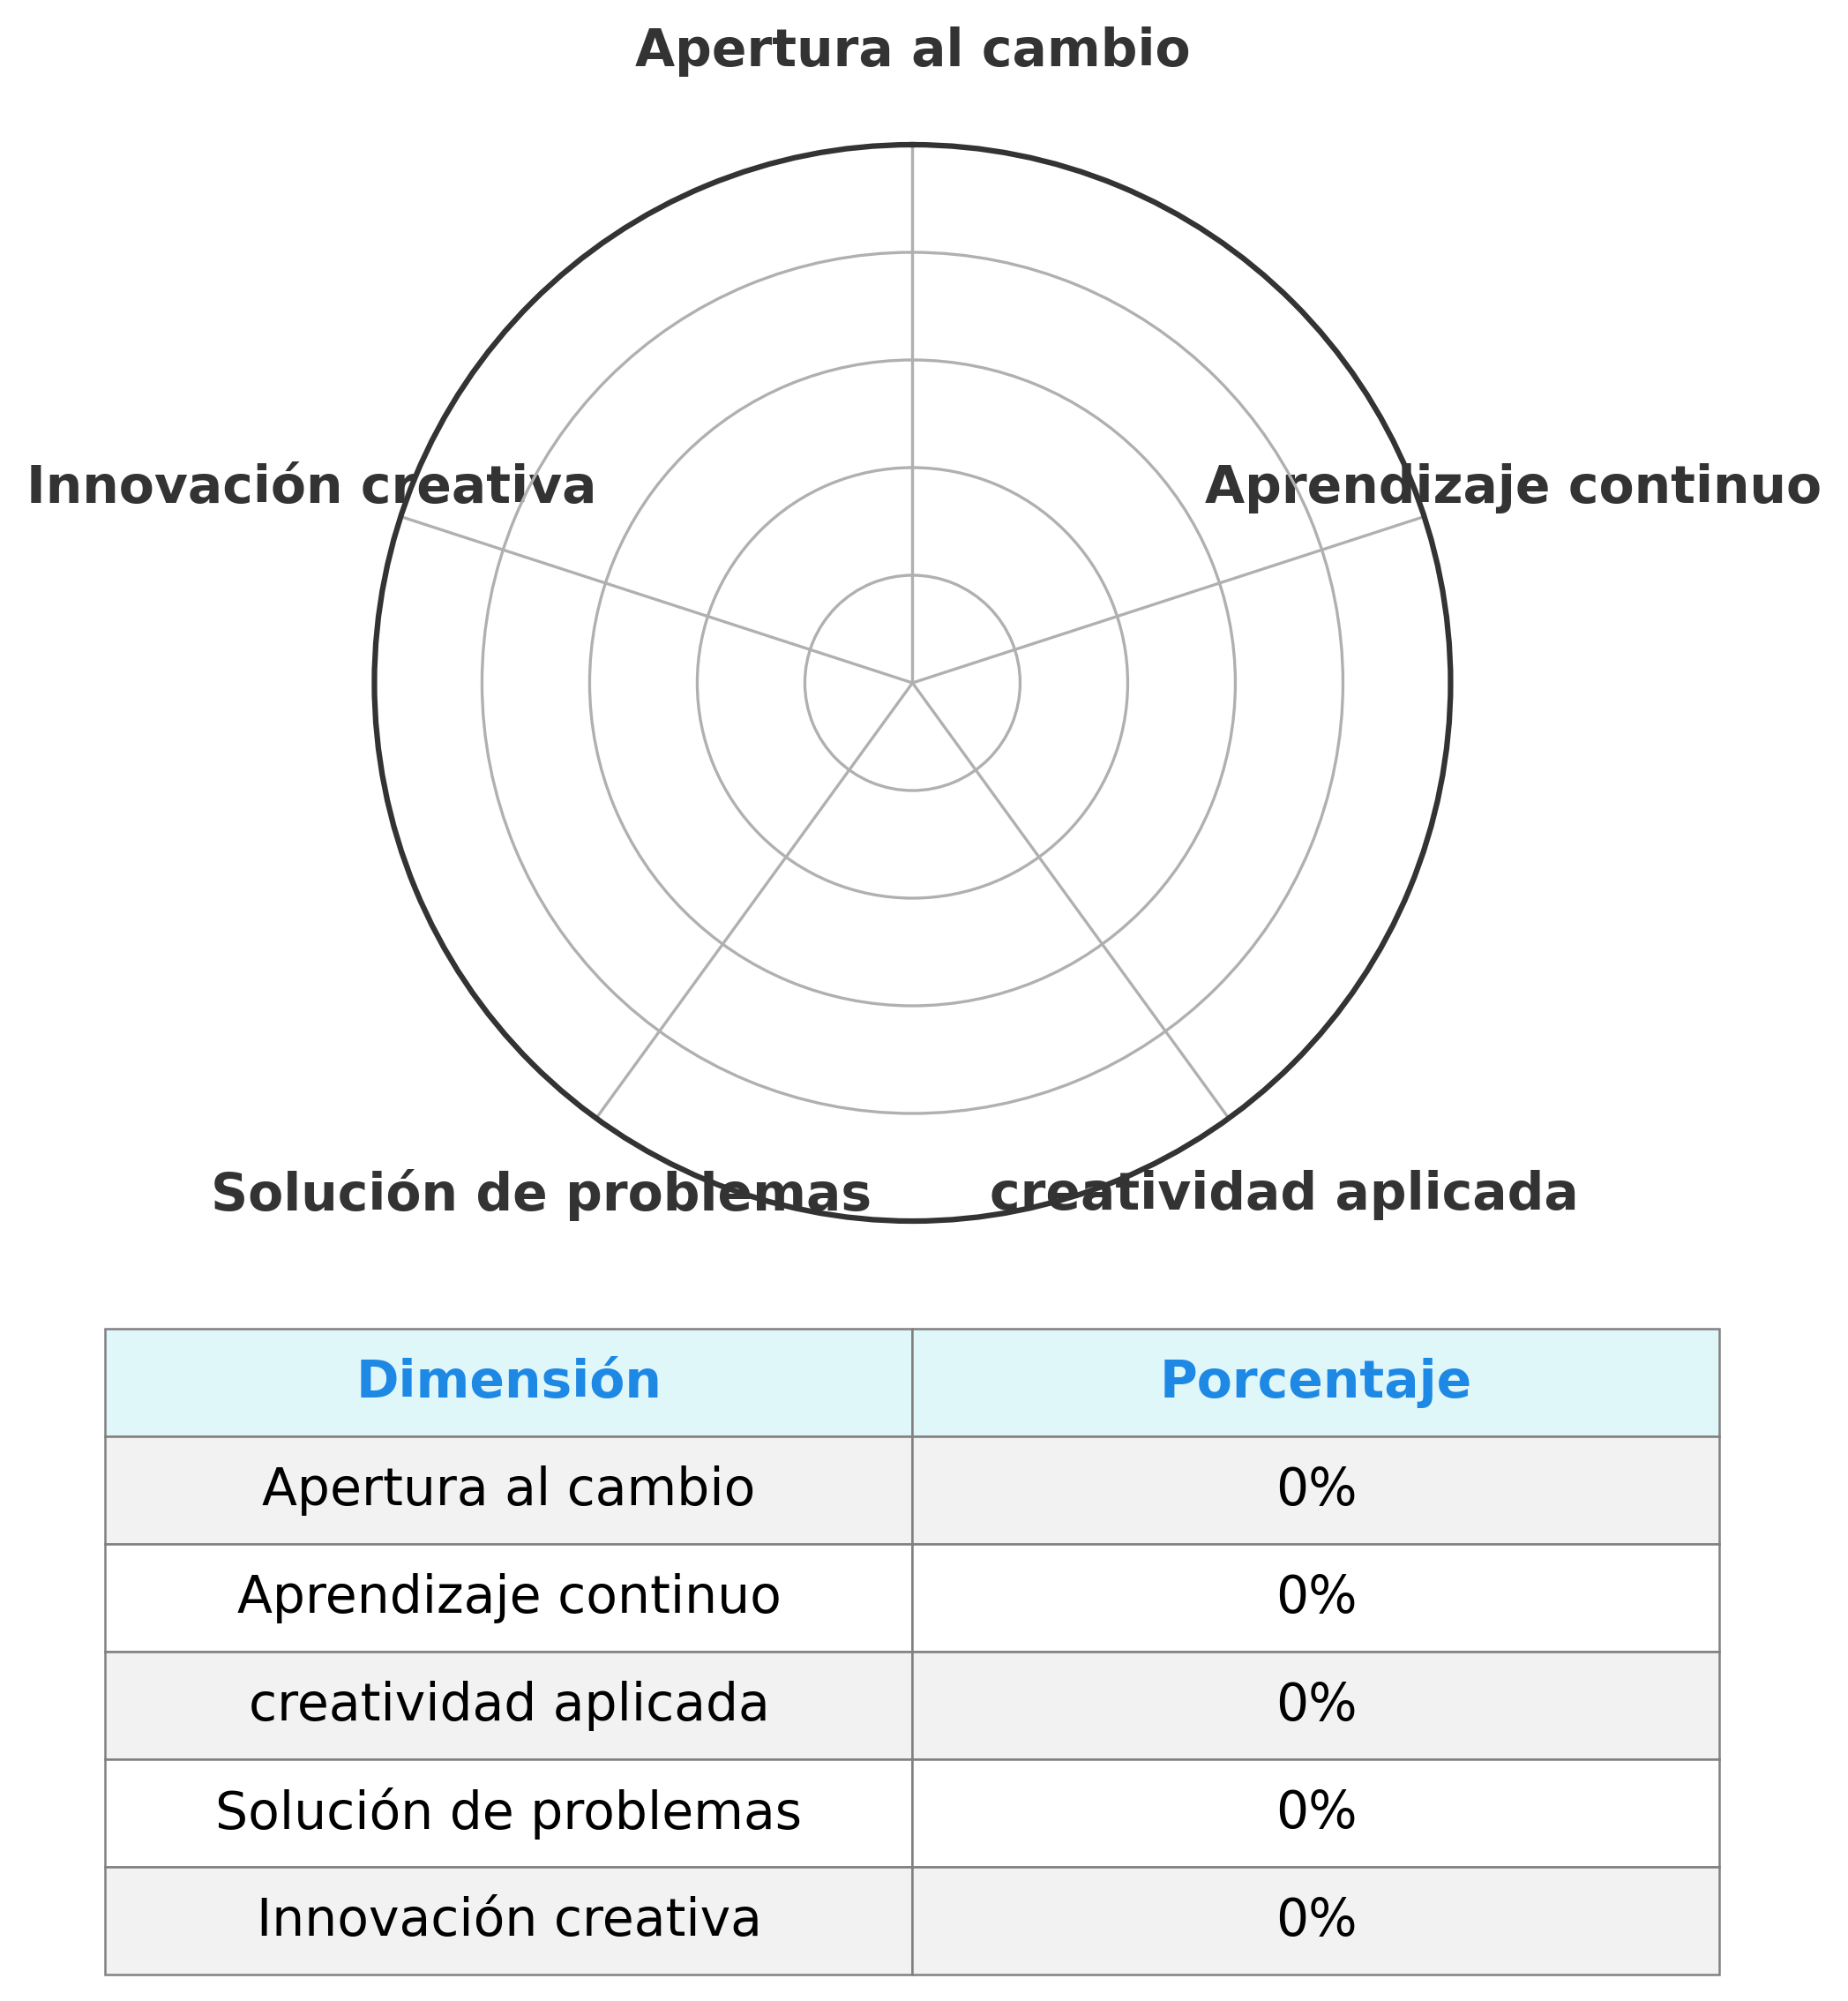 Apertura al cambio
Innovación creativa
Aprendizaje continuo
Solución de problemas
creatividad aplicada
Dimensión Porcentaje
Apertura al cambio 0%
Aprendizaje continuo 0%
creatividad aplicada 0%
Solución de problemas 0%
Innovación creativa 0%